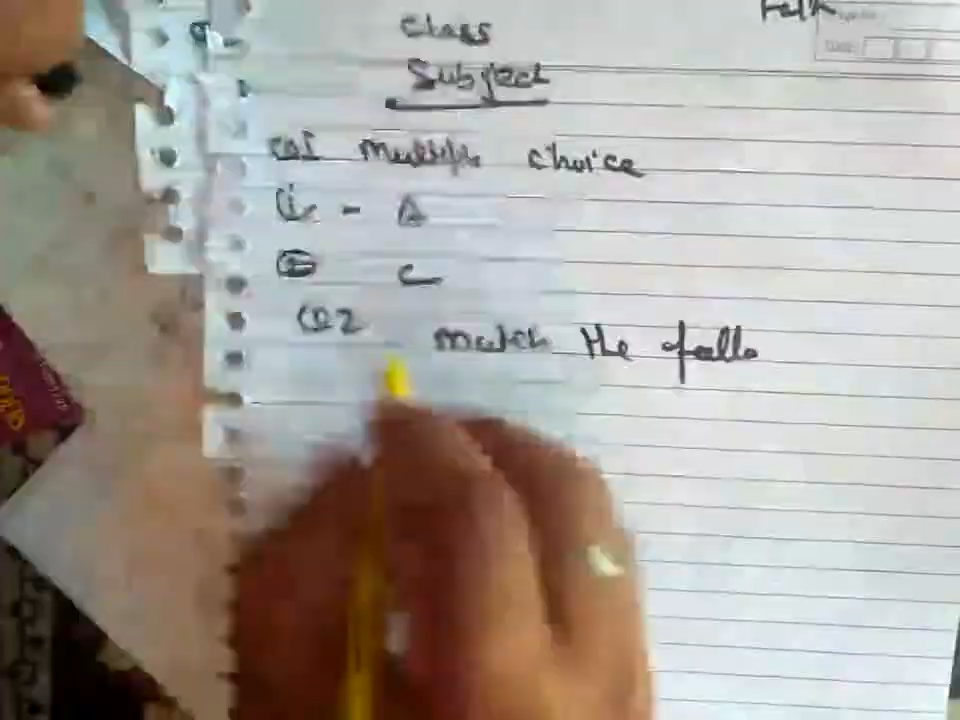 Class
Subject
Q1 Multiple choice
(i - A
C
Q2 Match the follo